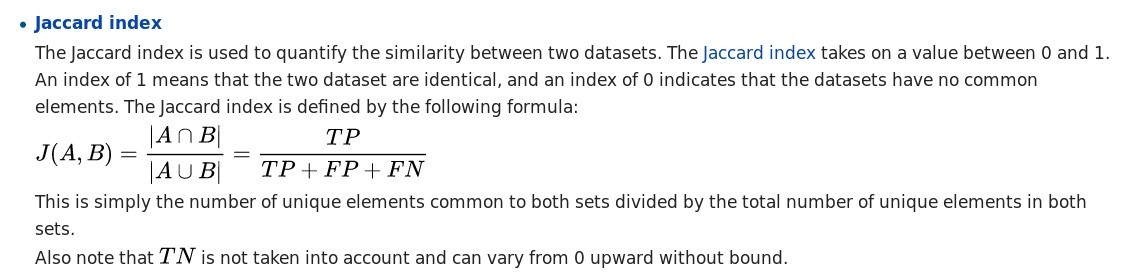 • Jaccard index
The Jaccard index is used to quantify the similarity between two datasets. The Jaccard index takes on a value between 0 and 1.
An index of 1 means that the two dataset are identical, and an index of 0 indicates that the datasets have no common
elements. The Jaccard index is defined by the following formula:
J(A, B) = |A ∩ B| / |A ∪ B| = TP / (TP + FP + FN)
This is simply the number of unique elements common to both sets divided by the total number of unique elements in both
sets.
Also note that TN is not taken into account and can vary from 0 upward without bound.